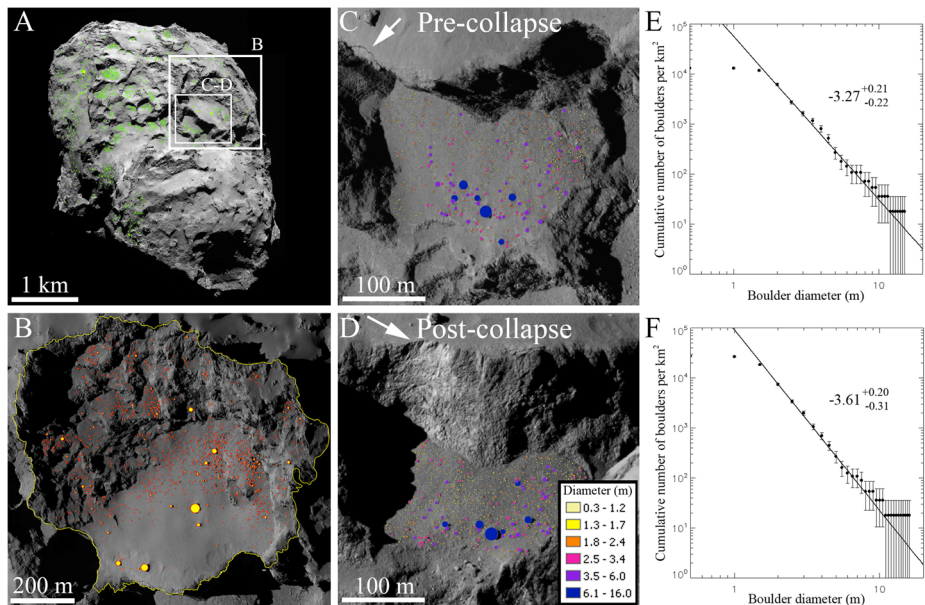 A
B
C-D
1 km
B
200 m
C Pre-collapse
100 m
D Post-collapse
100 m
Diameter (m)
0.3 - 1.2
1.3 - 1.7
1.8 - 2.4
2.5 - 3.4
3.5 - 6.0
6.1 - 16.0
E
Cumulative number of boulders per km²
10⁵
10⁴
10³
10²
10¹
10⁰
-3.27 +0.21 -0.22
1 10
Boulder diameter (m)
F
Cumulative number of boulders per km²
10⁵
10⁴
10³
10²
10¹
10⁰
-3.61 +0.20 -0.31
1 10
Boulder diameter (m)